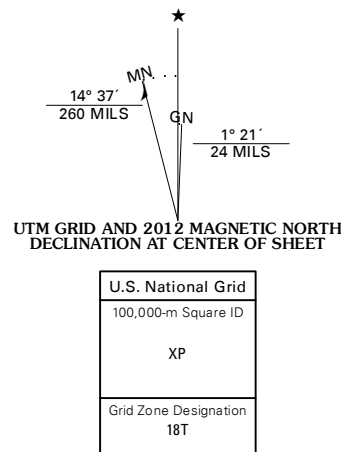 ★
MN
GN
14° 37´
260 MILS
1° 21´
24 MILS
UTM GRID AND 2012 MAGNETIC NORTH
DECLINATION AT CENTER OF SHEET
U.S. National Grid
100,000-m Square ID
XP
Grid Zone Designation
18T